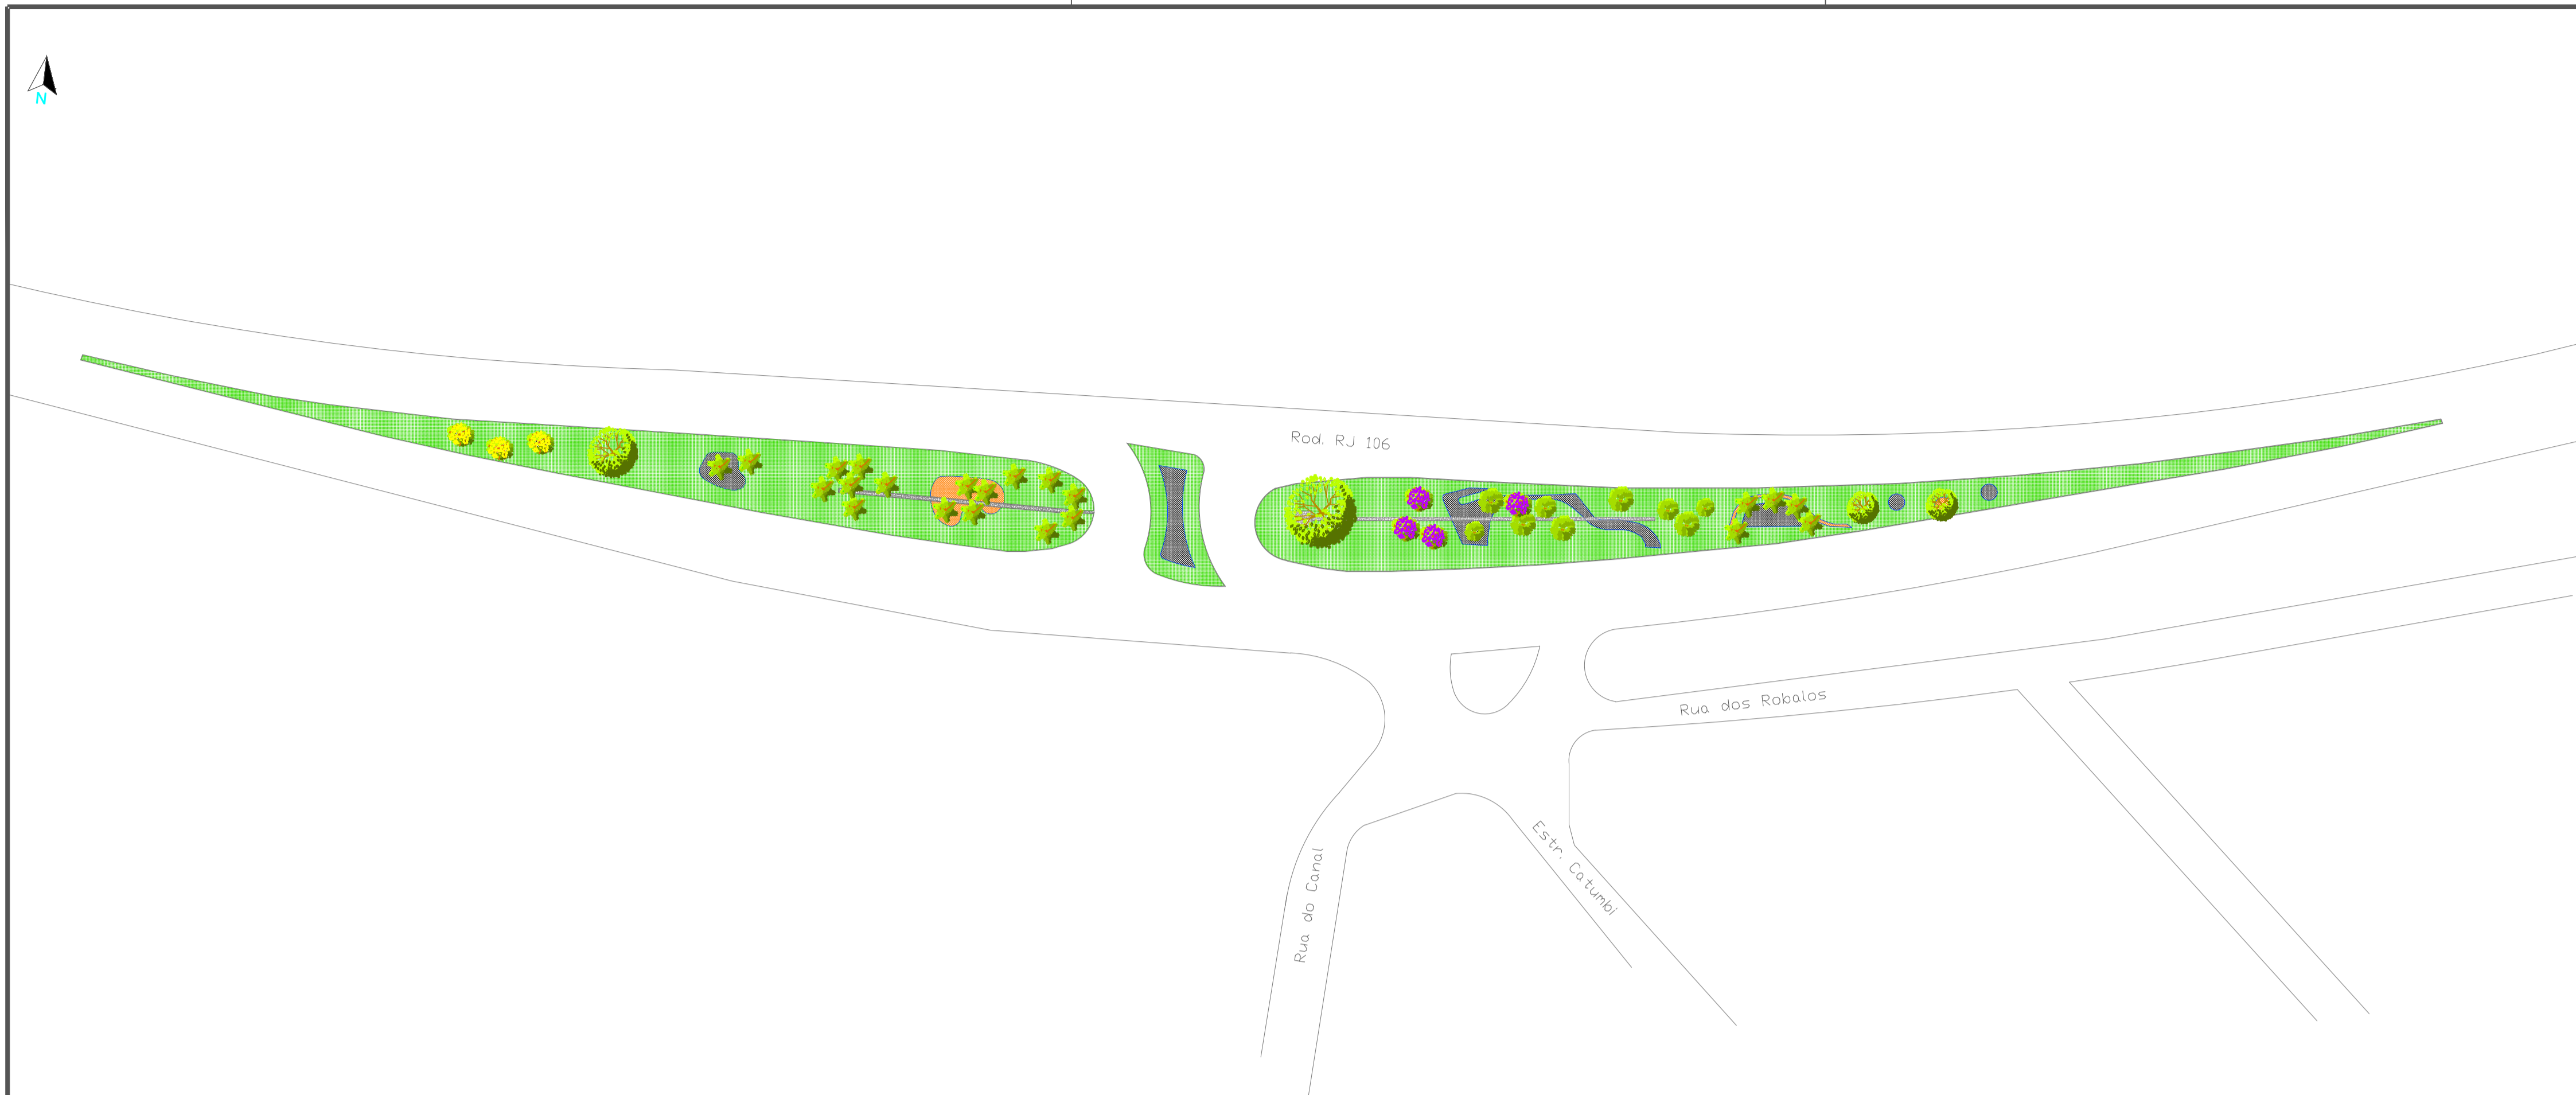 N
Rod. RJ 106
Rua dos Robalos
Estr. Catumbi
Rua do Canal